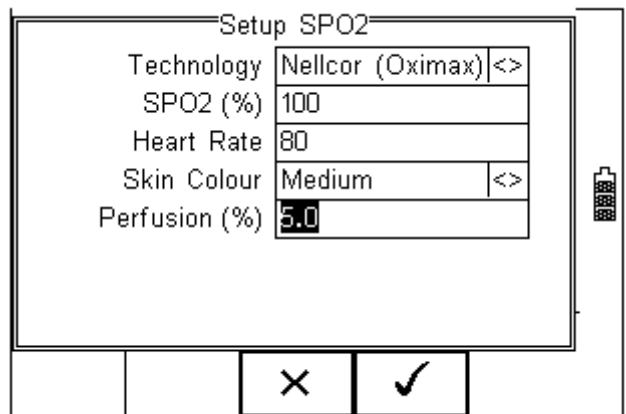 Setup SPO2
Technology Nellcor (Oximax) <>
SPO2 (%) 100
Heart Rate 80
Skin Colour Medium <>
Perfusion (%) 5.0